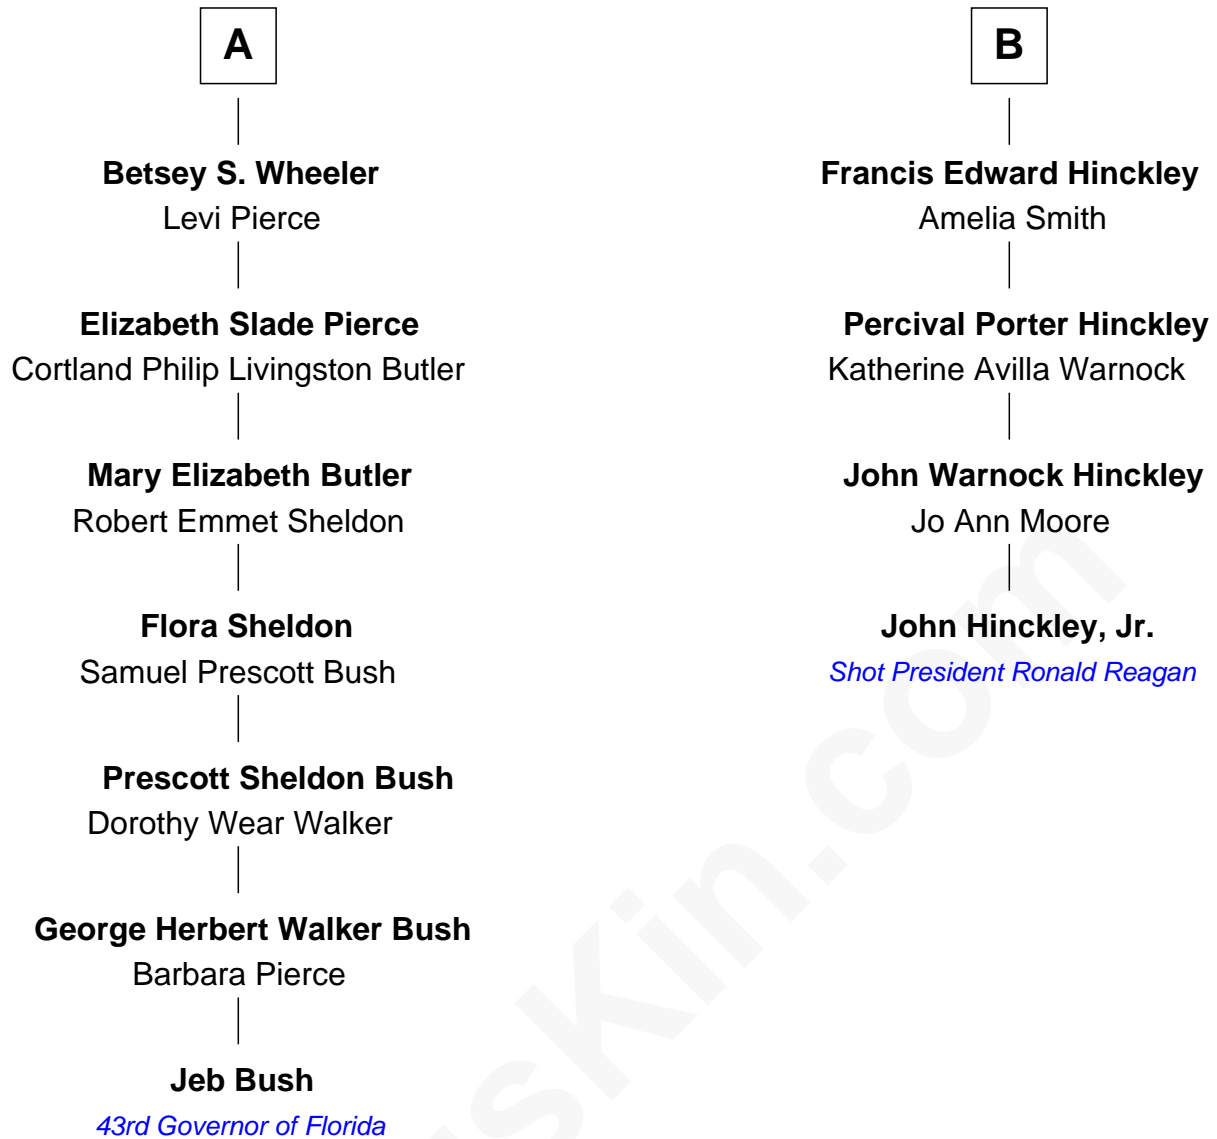 A
Betsey S. Wheeler
Levi Pierce
Elizabeth Slade Pierce
Cortland Philip Livingston Butler
Mary Elizabeth Butler
Robert Emmet Sheldon
Flora Sheldon
Samuel Prescott Bush
Prescott Sheldon Bush
Dorothy Wear Walker
George Herbert Walker Bush
Barbara Pierce
Jeb Bush
43rd Governor of Florida
B
Francis Edward Hinckley
Amelia Smith
Percival Porter Hinckley
Katherine Avilla Warnock
John Warnock Hinckley
Jo Ann Moore
John Hinckley, Jr.
Shot President Ronald Reagan
sKin.com